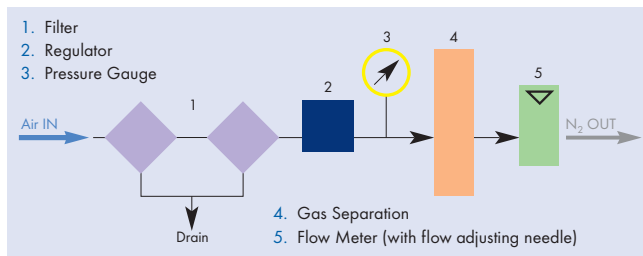 1. Filter
2. Regulator
3. Pressure Gauge
3
4
2
5
1
Air IN
N₂ OUT
Drain
4. Gas Separation
5. Flow Meter (with flow adjusting needle)